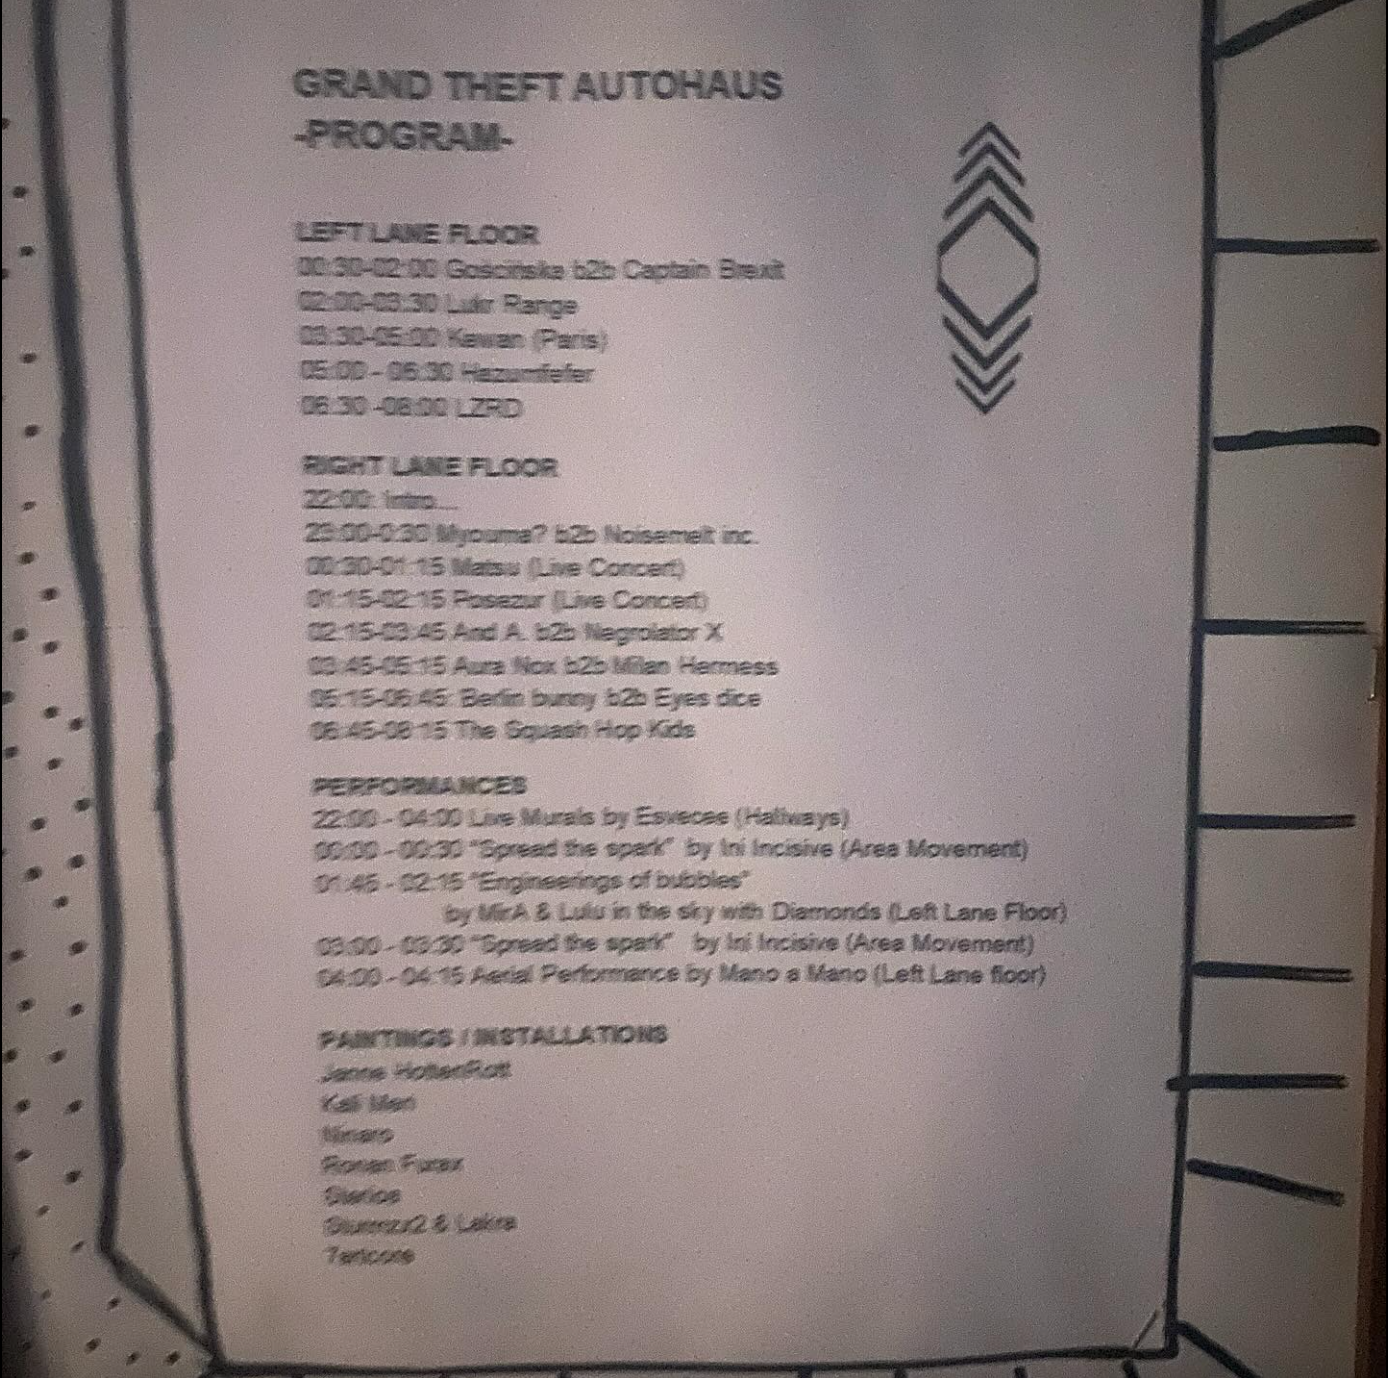 GRAND THEFT AUTOHAUS
-PROGRAM-
LEFT LANE FLOOR
00:30-02:00 Gościńska b2b Captain Brexit
02:00-03:30 Lukr Range
03:30-05:00 Kawan (Paris)
05:00 - 06:30
06:30 -08:00 LZRD
RIGHT LANE FLOOR
22:00: Intro...
23:00-0:30 Myouma? b2b Noisemelt inc.
00:30-01:15 Matsu (Live Concert)
01:15-02:15 Posezur (Live Concert)
02:15-03:45 And A. b2b Negrolator X
03:45-05:15 Aura Nox b2b Milan Hermess
05:15-06:45: Berlin bunny b2b Eyes dice
06:45-08:15 The Squash Hop Kids
PERFORMANCES
22:00 - 04:00 Live Murals by Esvecee (Hallways)
00:00 - 00:30 "Spread the spark" by Ini Incisive (Area Movement)
01:45 - 02:15 "Engineerings of bubbles"
by MirA & Lulu in the sky with Diamonds (Left Lane Floor)
03:00 - 03:30 "Spread the spark" by Ini Incisive (Area Movement)
04:00 - 04:15 Aerial Performance by Mano a Mano (Left Lane floor)
PAINTINGS / INSTALLATIONS
Janne HottenRott
Kali Meri
Ninaro
Ronan Furax
& Lakra